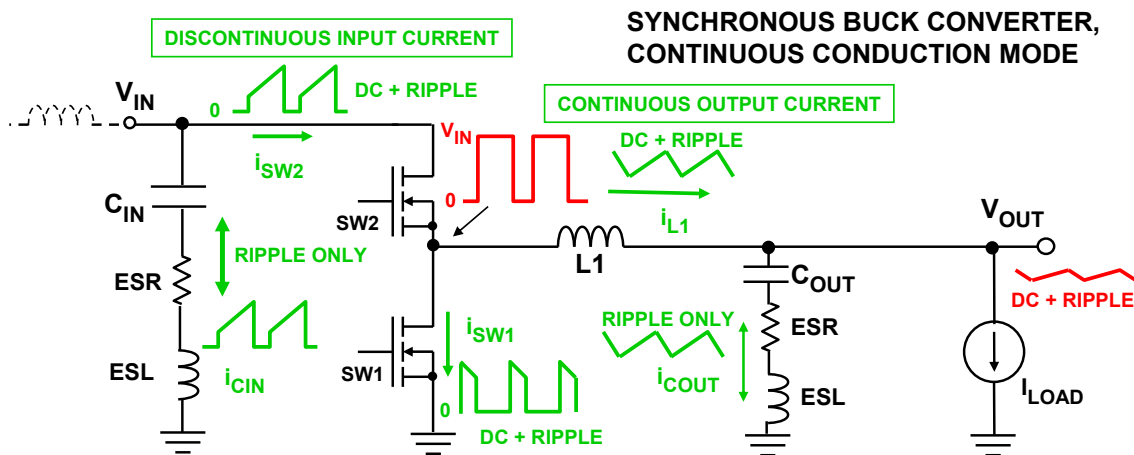 SYNCHRONOUS BUCK CONVERTER,
CONTINUOUS CONDUCTION MODE
DISCONTINUOUS INPUT CURRENT
VIN
0
DC + RIPPLE
iSW2
CONTINUOUS OUTPUT CURRENT
VIN
0
DC + RIPPLE
iL1
CIN
RIPPLE ONLY
ESR
iCIN
ESL
SW2
L1
VOUT
COUT
DC + RIPPLE
ESR
RIPPLE ONLY
iCOUT
ESL
ILOAD
iSW1
SW1
0
DC + RIPPLE